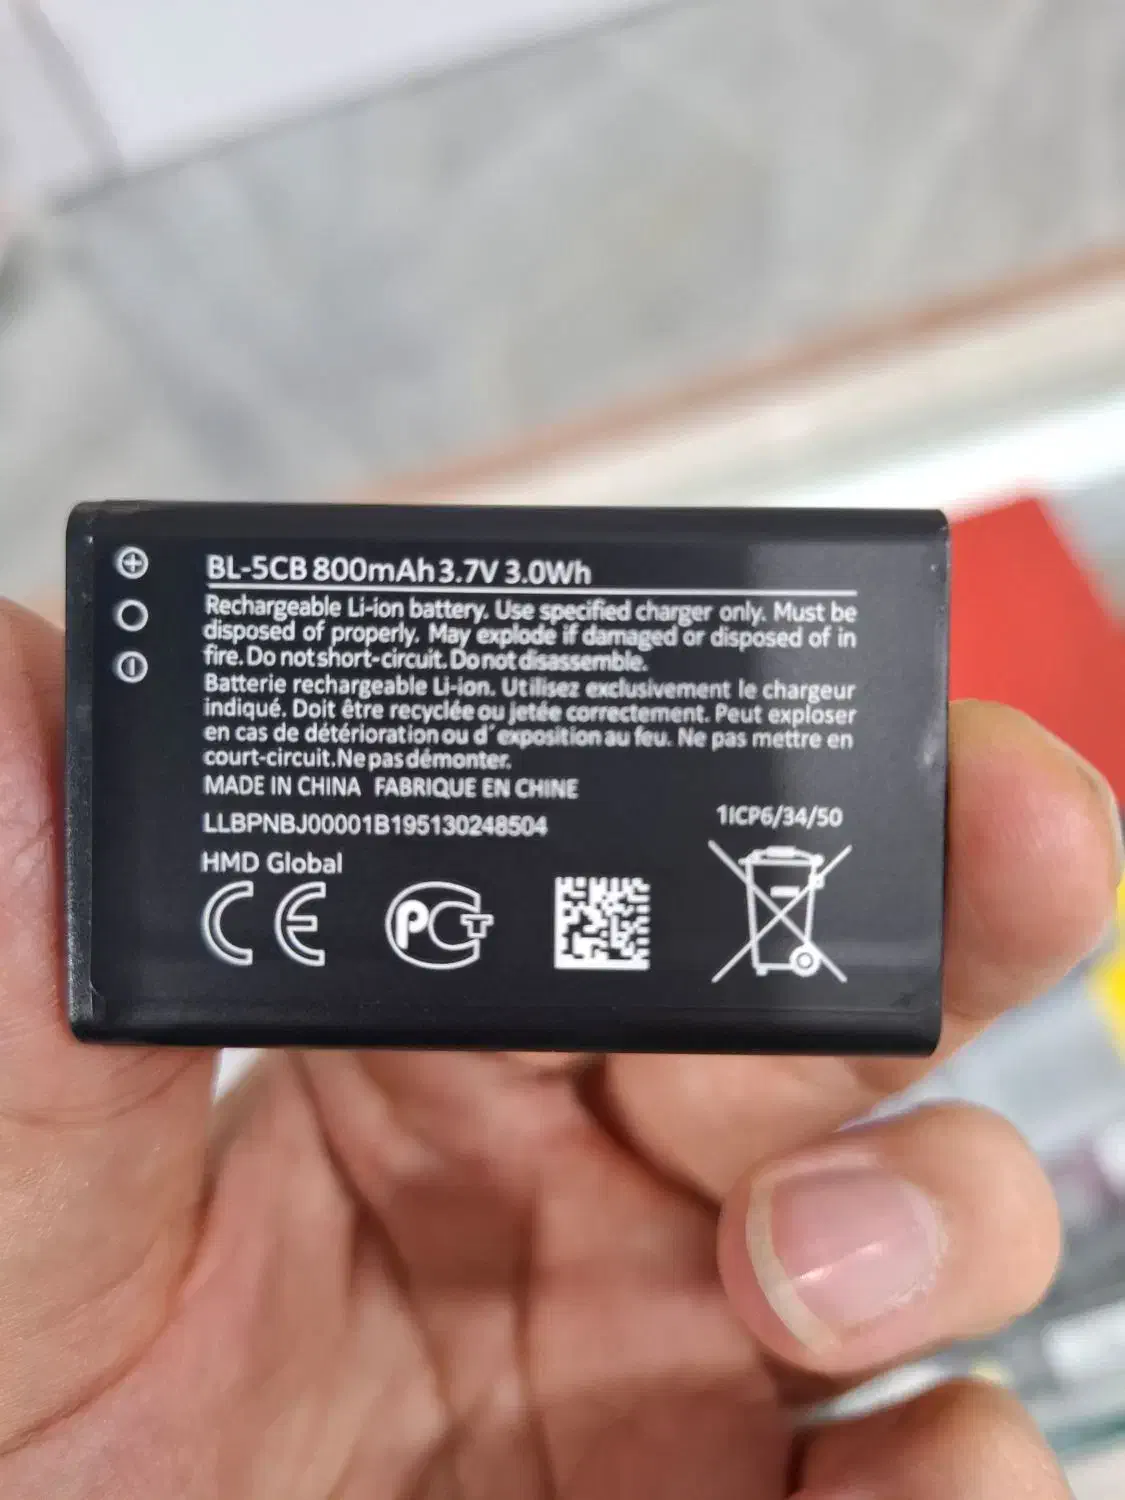 BL-5CB 800mAh 3.7V 3.0Wh
Rechargeable Li-ion battery. Use specified charger only. Must be
disposed of properly. May explode if damaged or disposed of in
fire. Do not short-circuit. Do not disassemble.
Batterie rechargeable Li-ion. Utilisez exclusivement le chargeur
indiqué. Doit être recyclée ou jetée correctement. Peut exploser
en cas de détérioration ou d'exposition au feu. Ne pas mettre en
court-circuit. Ne pas démonter.
MADE IN CHINA FABRIQUE EN CHINE
LLBPNBJ00001B195130248504
1ICP6/34/50
HMD Global
CE
PCT